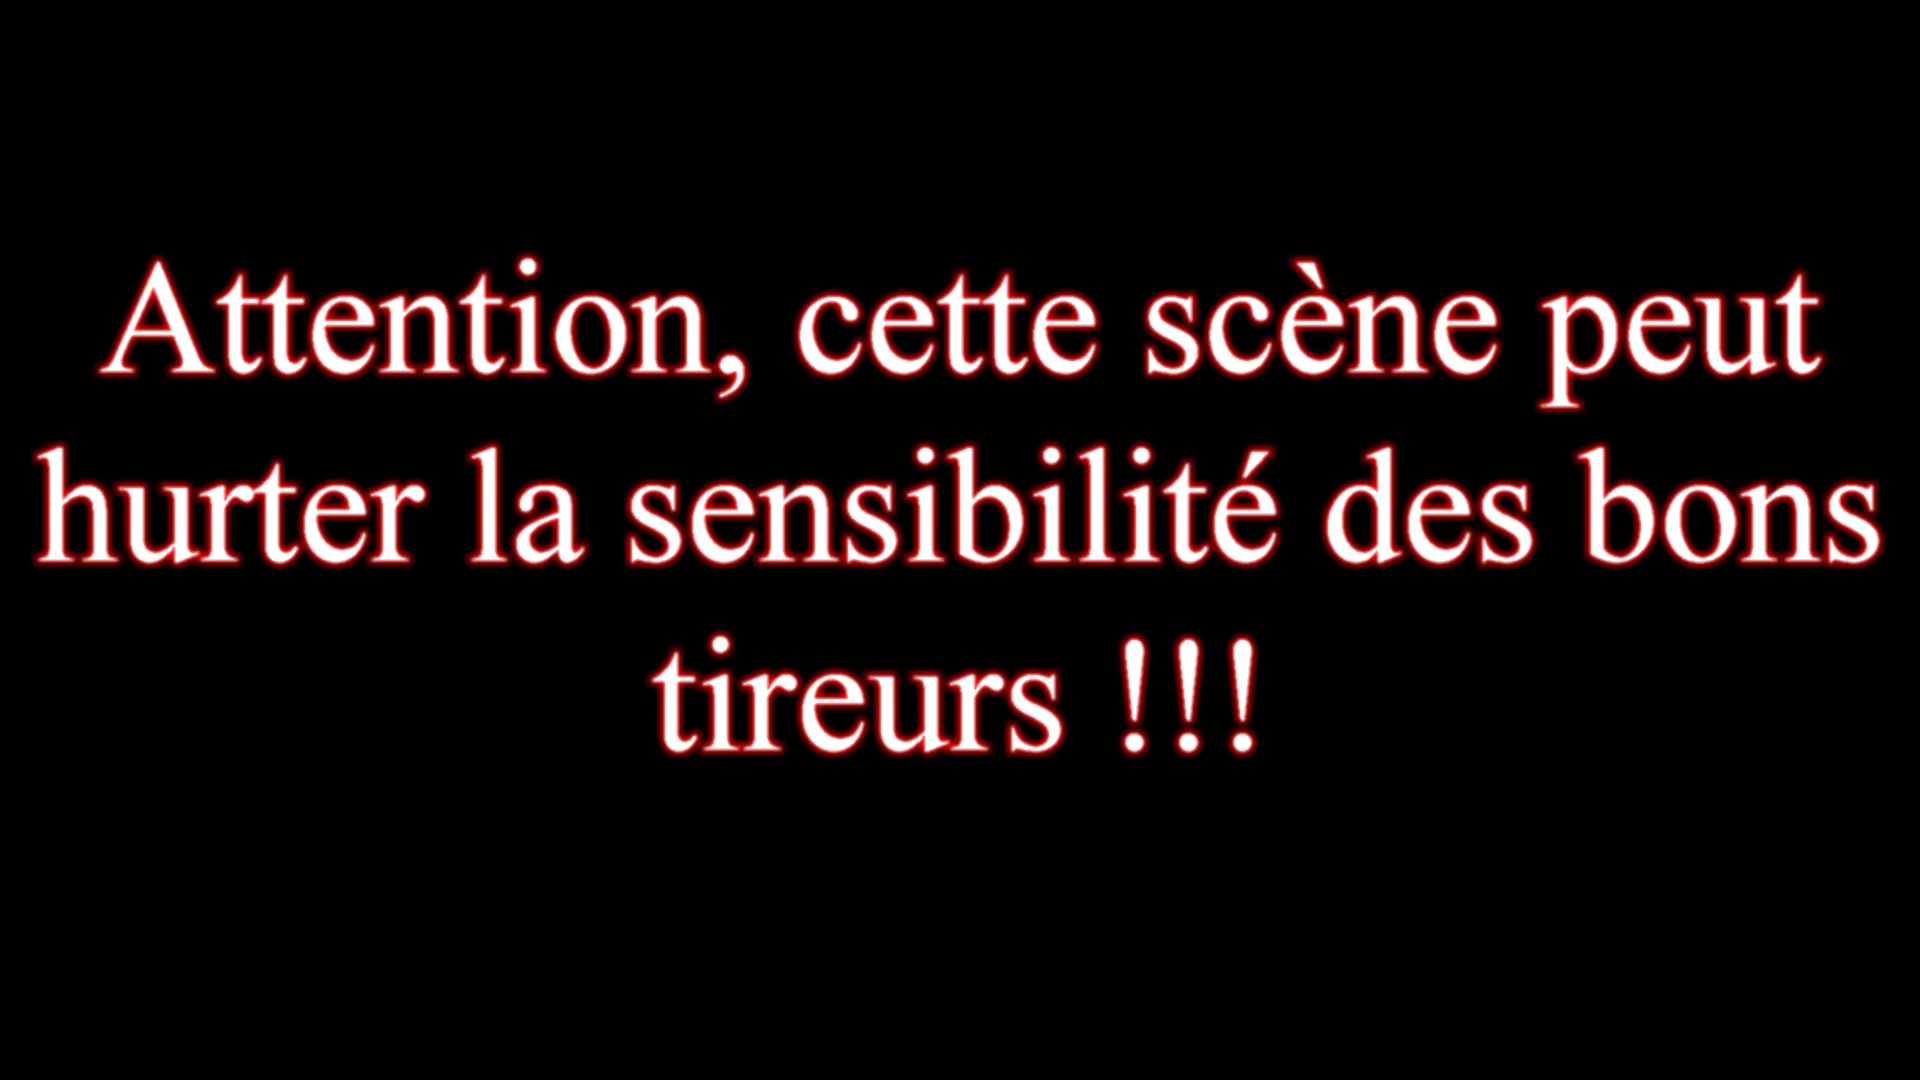 Attention, cette scène peut
hurter la sensibilité des bons
tireurs !!!